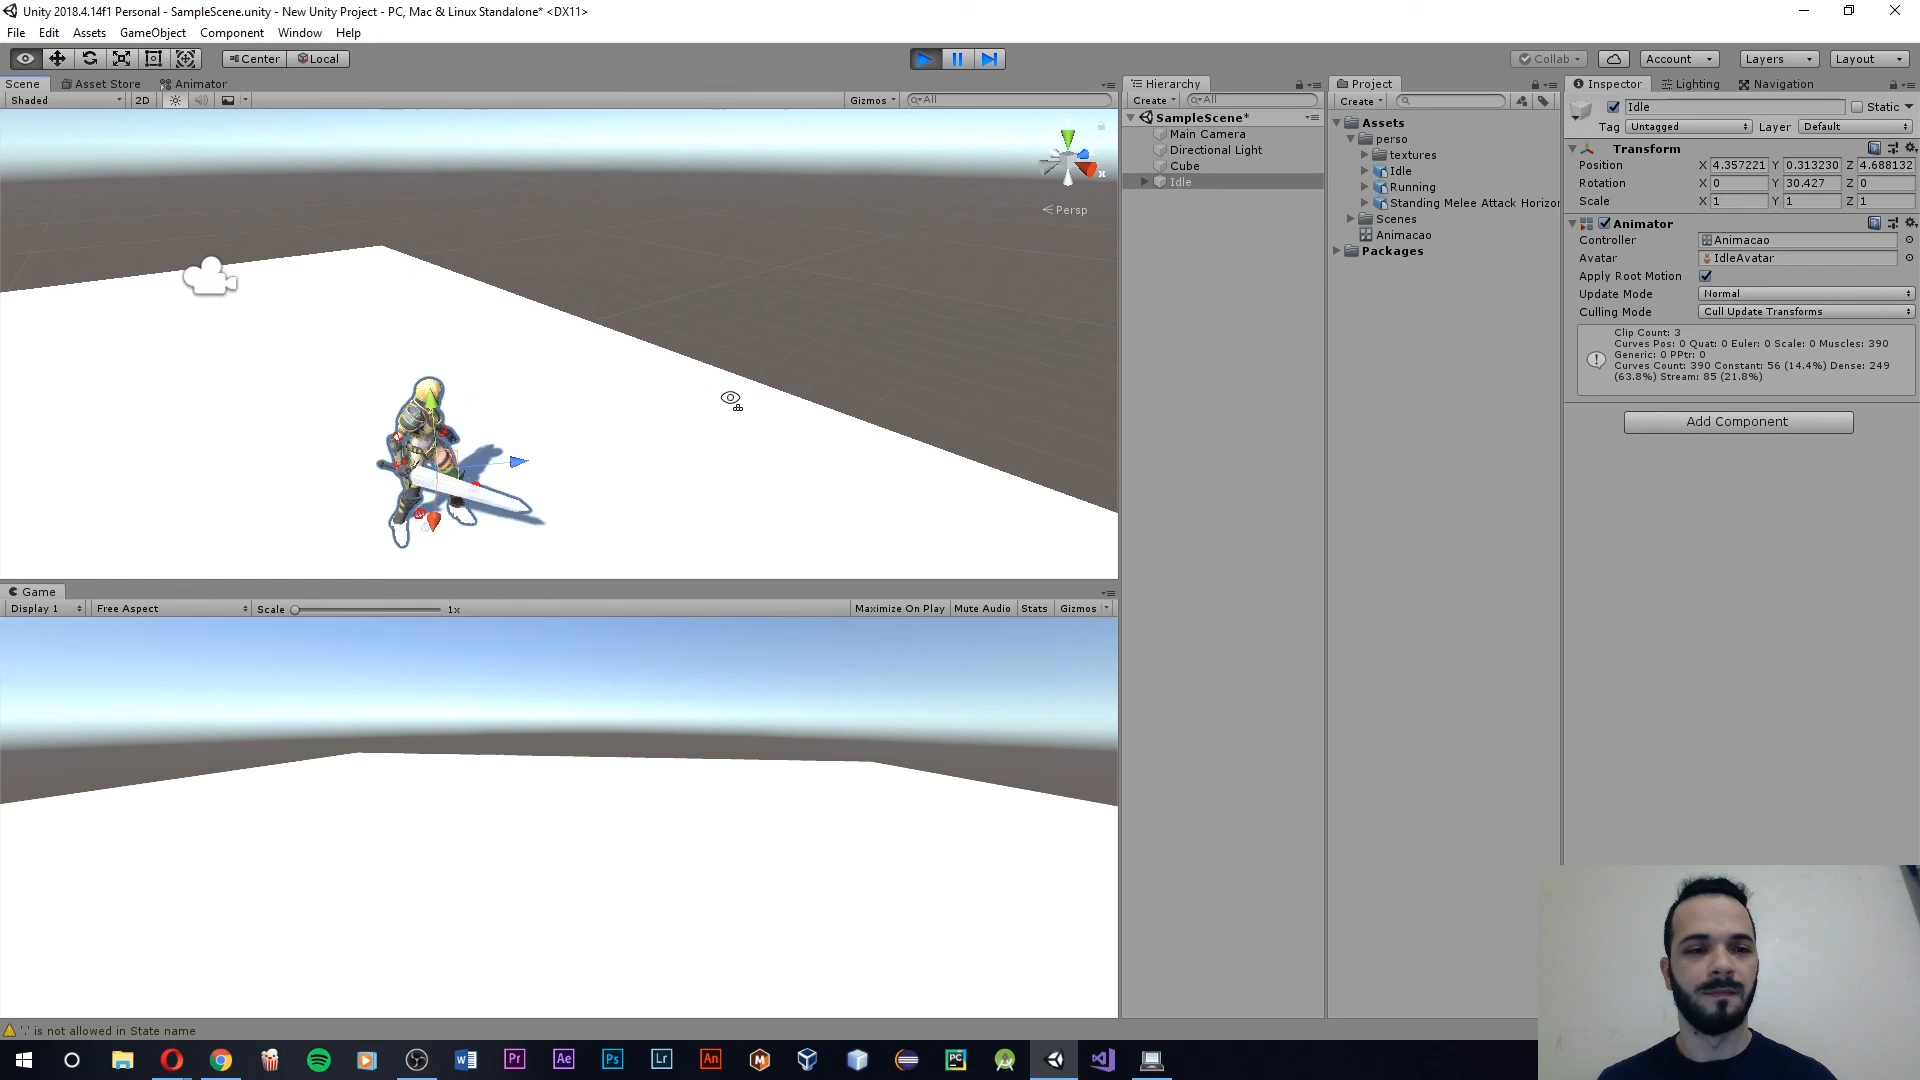 Unity 2018.4.14f1 Personal - SampleScene.unity - New Unity Project - PC, Mac & Linux Standalone* <DX11>
File Edit Assets GameObject Component Window Help
Center Local
Collab Account Layers Layout
Scene Asset Store Animator
Shaded 2D Gizmos All
x
Persp
Game
Display 1 Free Aspect Scale 1x Maximize On Play Mute Audio Stats Gizmos
Hierarchy
Create All
SampleScene*
Main Camera
Directional Light
Cube
Idle
Project
Create
Assets
perso
textures
Idle
Running
Standing Melee Attack Horizor
Scenes
Animacao
Packages
Inspector Lighting Navigation
Idle Static
Tag Untagged Layer Default
Transform
Position X 4.357221 Y 0.313230 Z 4.688132
Rotation X 0 Y 30.427 Z 0
Scale X 1 Y 1 Z 1
Animator
Controller Animacao
Avatar IdleAvatar
Apply Root Motion
Update Mode Normal
Culling Mode Cull Update Transforms
Clip Count: 3
Curves Pos: 0 Quat: 0 Euler: 0 Scale: 0 Muscles: 390
Generic: 0 PPtr: 0
Curves Count: 390 Constant: 56 (14.4%) Dense: 249
(63.8%) Stream: 85 (21.8%)
Add Component
'.' is not allowed in State name
W Pr Ae Ps Lr An M PC